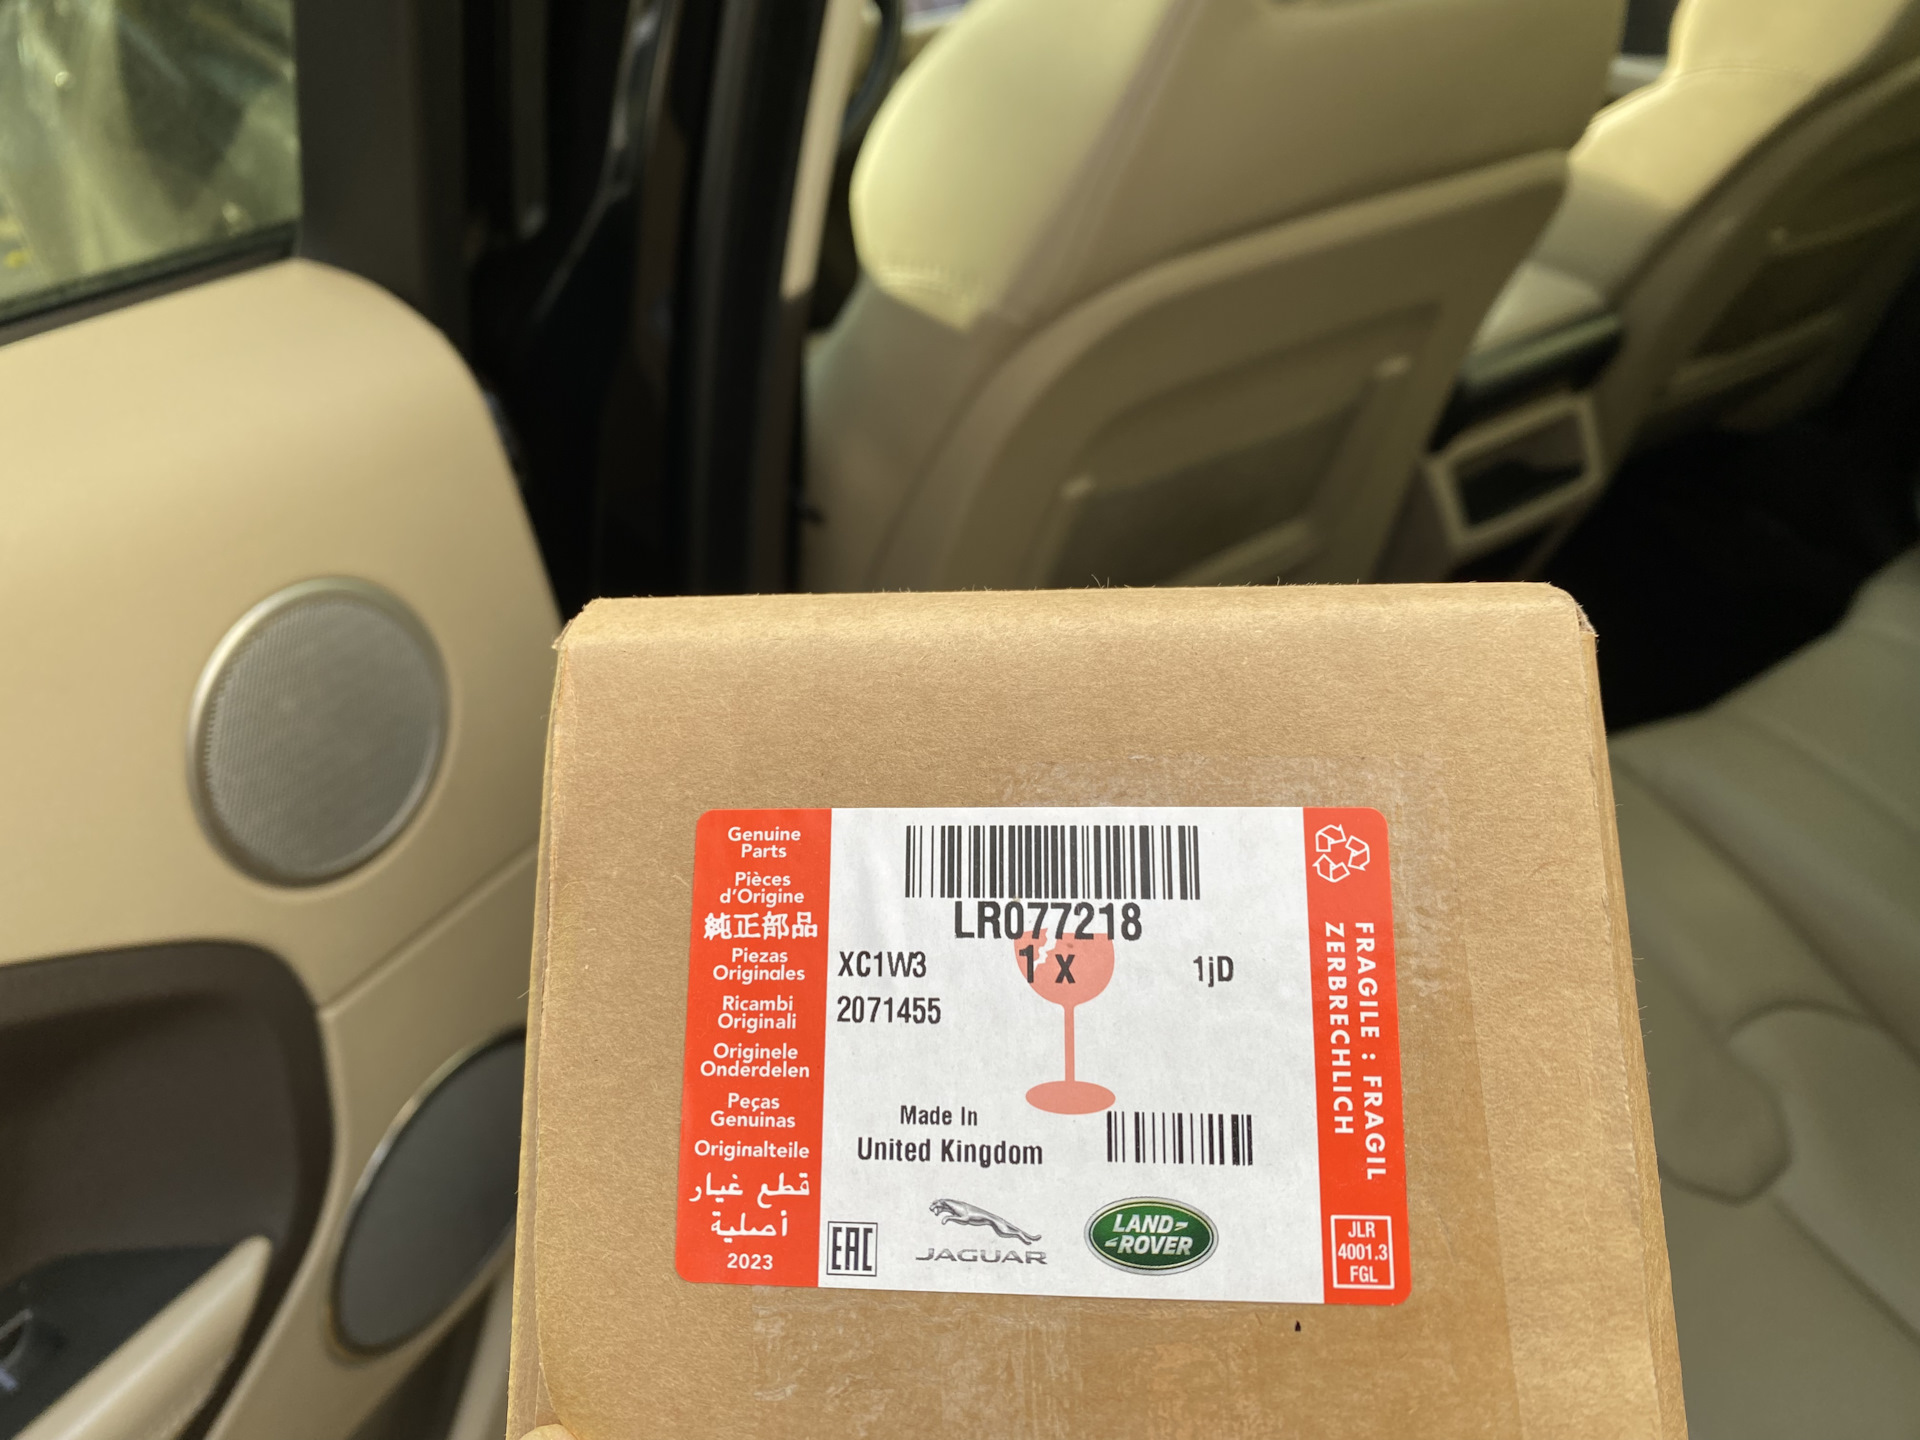 Genuine
Parts
Pièces
d'Origine
純正部品
Piezas
Originales
Ricambi
Originali
Originele
Onderdelen
Peças
Genuinas
Originalteile
قطع غيار
أصلية
2023
LR077218
XC1W3 1 x 1jD
2071455
Made In
United Kingdom
EAC
JAGUAR
LAND-
-ROVER
FRAGILE : FRAGIL
ZERBRECHLICH
JLR
4001.3
FGL